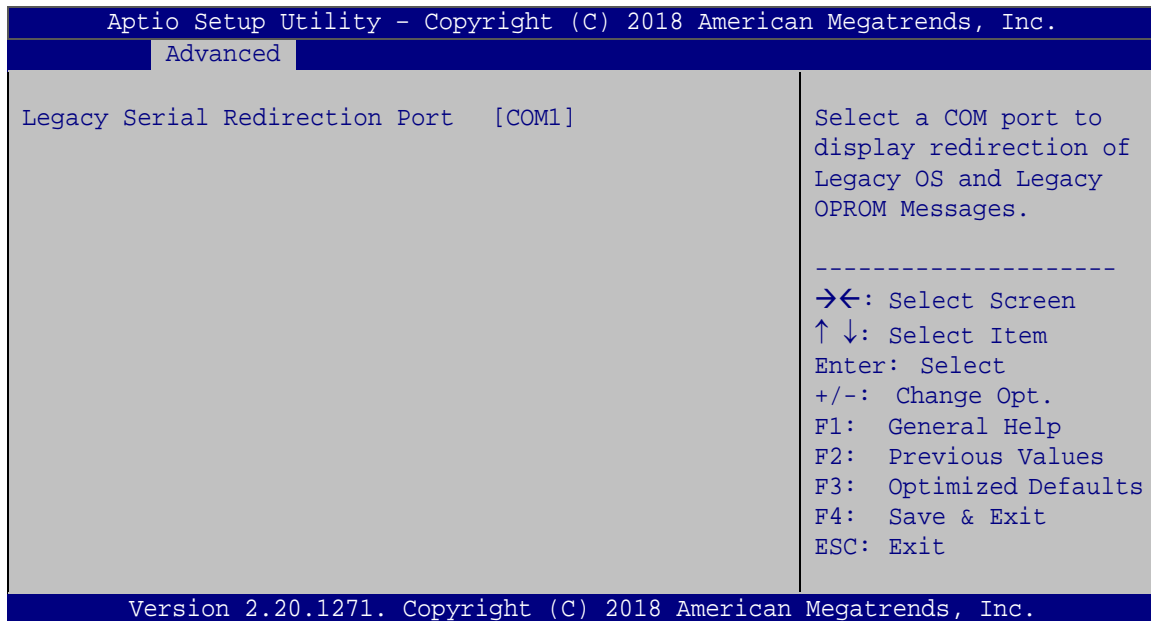 Aptio Setup Utility – Copyright (C) 2018 American Megatrends, Inc.
Advanced
Legacy Serial Redirection Port [COM1]
Select a COM port to
display redirection of
Legacy OS and Legacy
OPROM Messages.
---------------------
→←: Select Screen
↑ ↓: Select Item
Enter: Select
+/-: Change Opt.
F1: General Help
F2: Previous Values
F3: Optimized Defaults
F4: Save & Exit
ESC: Exit
Version 2.20.1271. Copyright (C) 2018 American Megatrends, Inc.